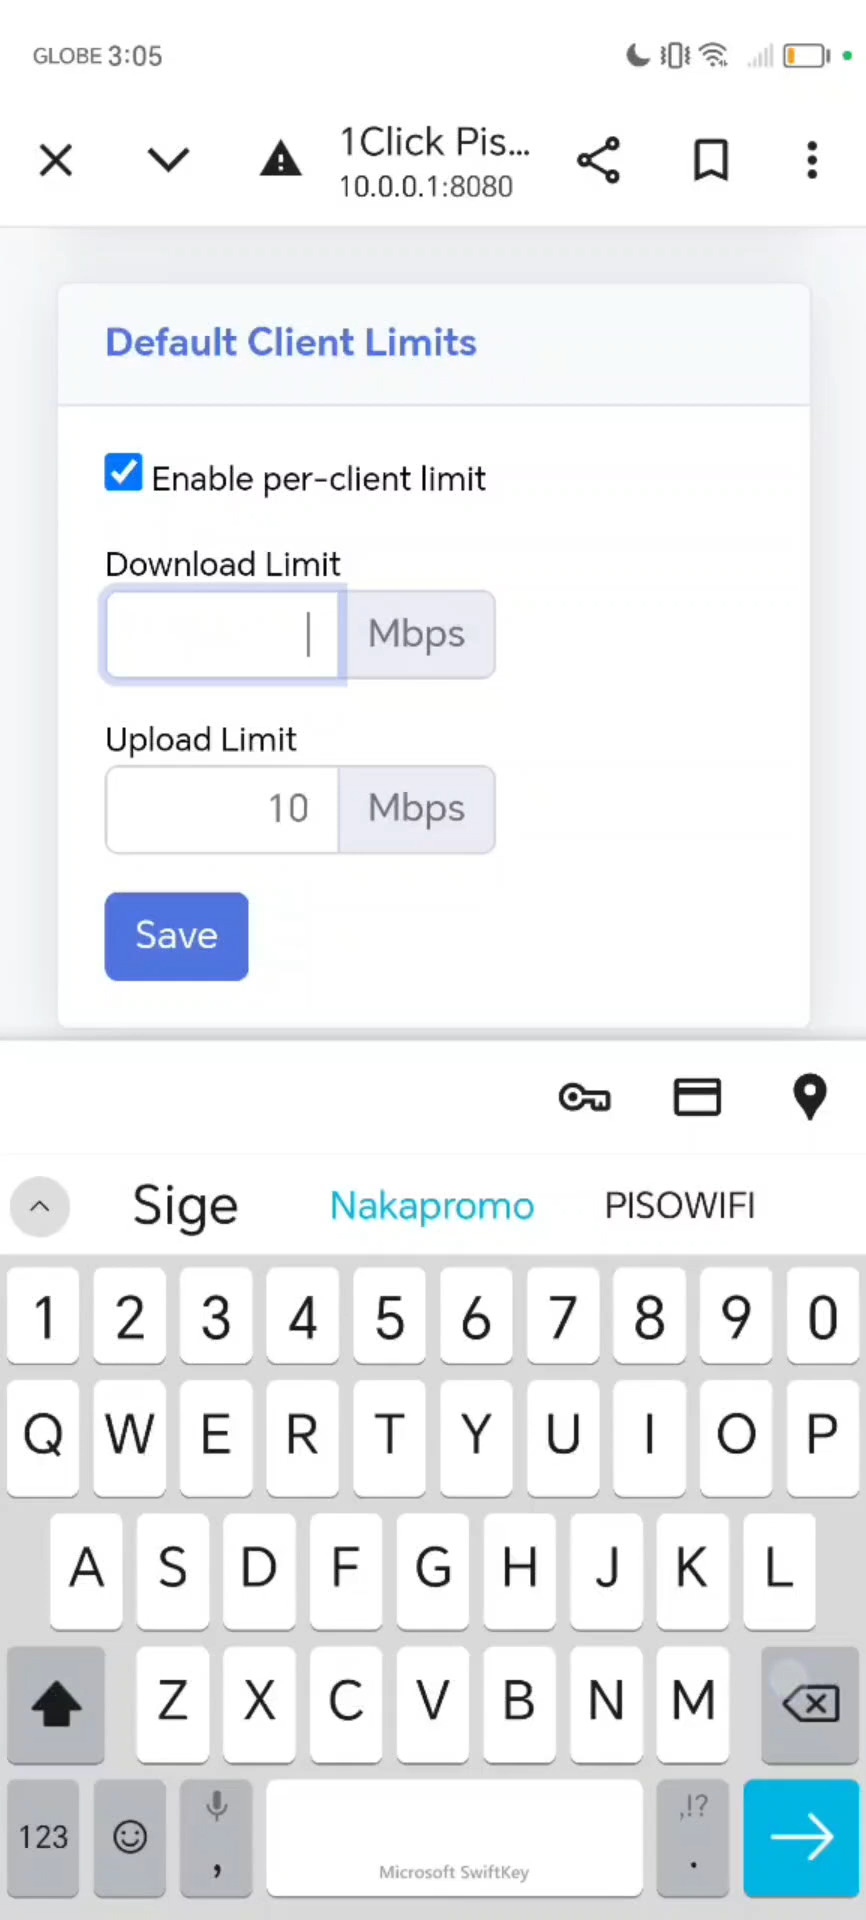 GLOBE 3:05
1Click Pis...
10.0.0.1:8080
Default Client Limits
Enable per-client limit
Download Limit
Mbps
Upload Limit
10 Mbps
Save
Sige Nakapromo PISOWIFI
1 2 3 4 5 6 7 8 9 0
Q W E R T Y U I O P
A S D F G H J K L
Z X C V B N M
123 , Microsoft SwiftKey ,!? .